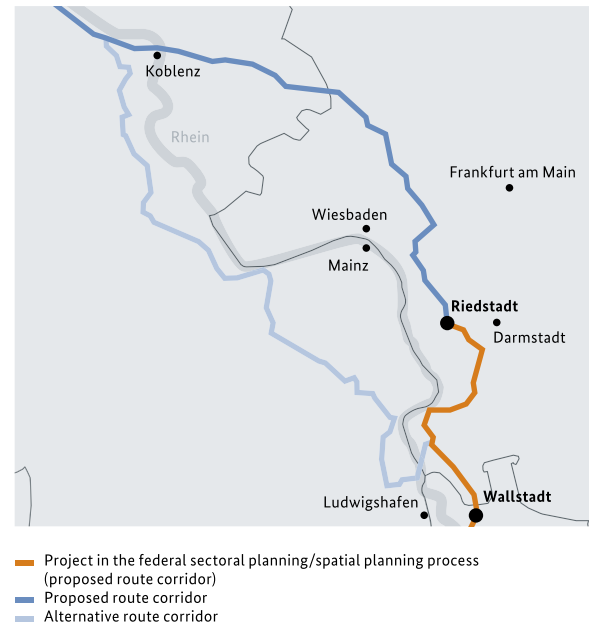 Koblenz
Rhein
Frankfurt am Main
Wiesbaden
Mainz
Riedstadt
Darmstadt
Ludwigshafen
Wallstadt
Project in the federal sectoral planning/spatial planning process
(proposed route corridor)
Proposed route corridor
Alternative route corridor